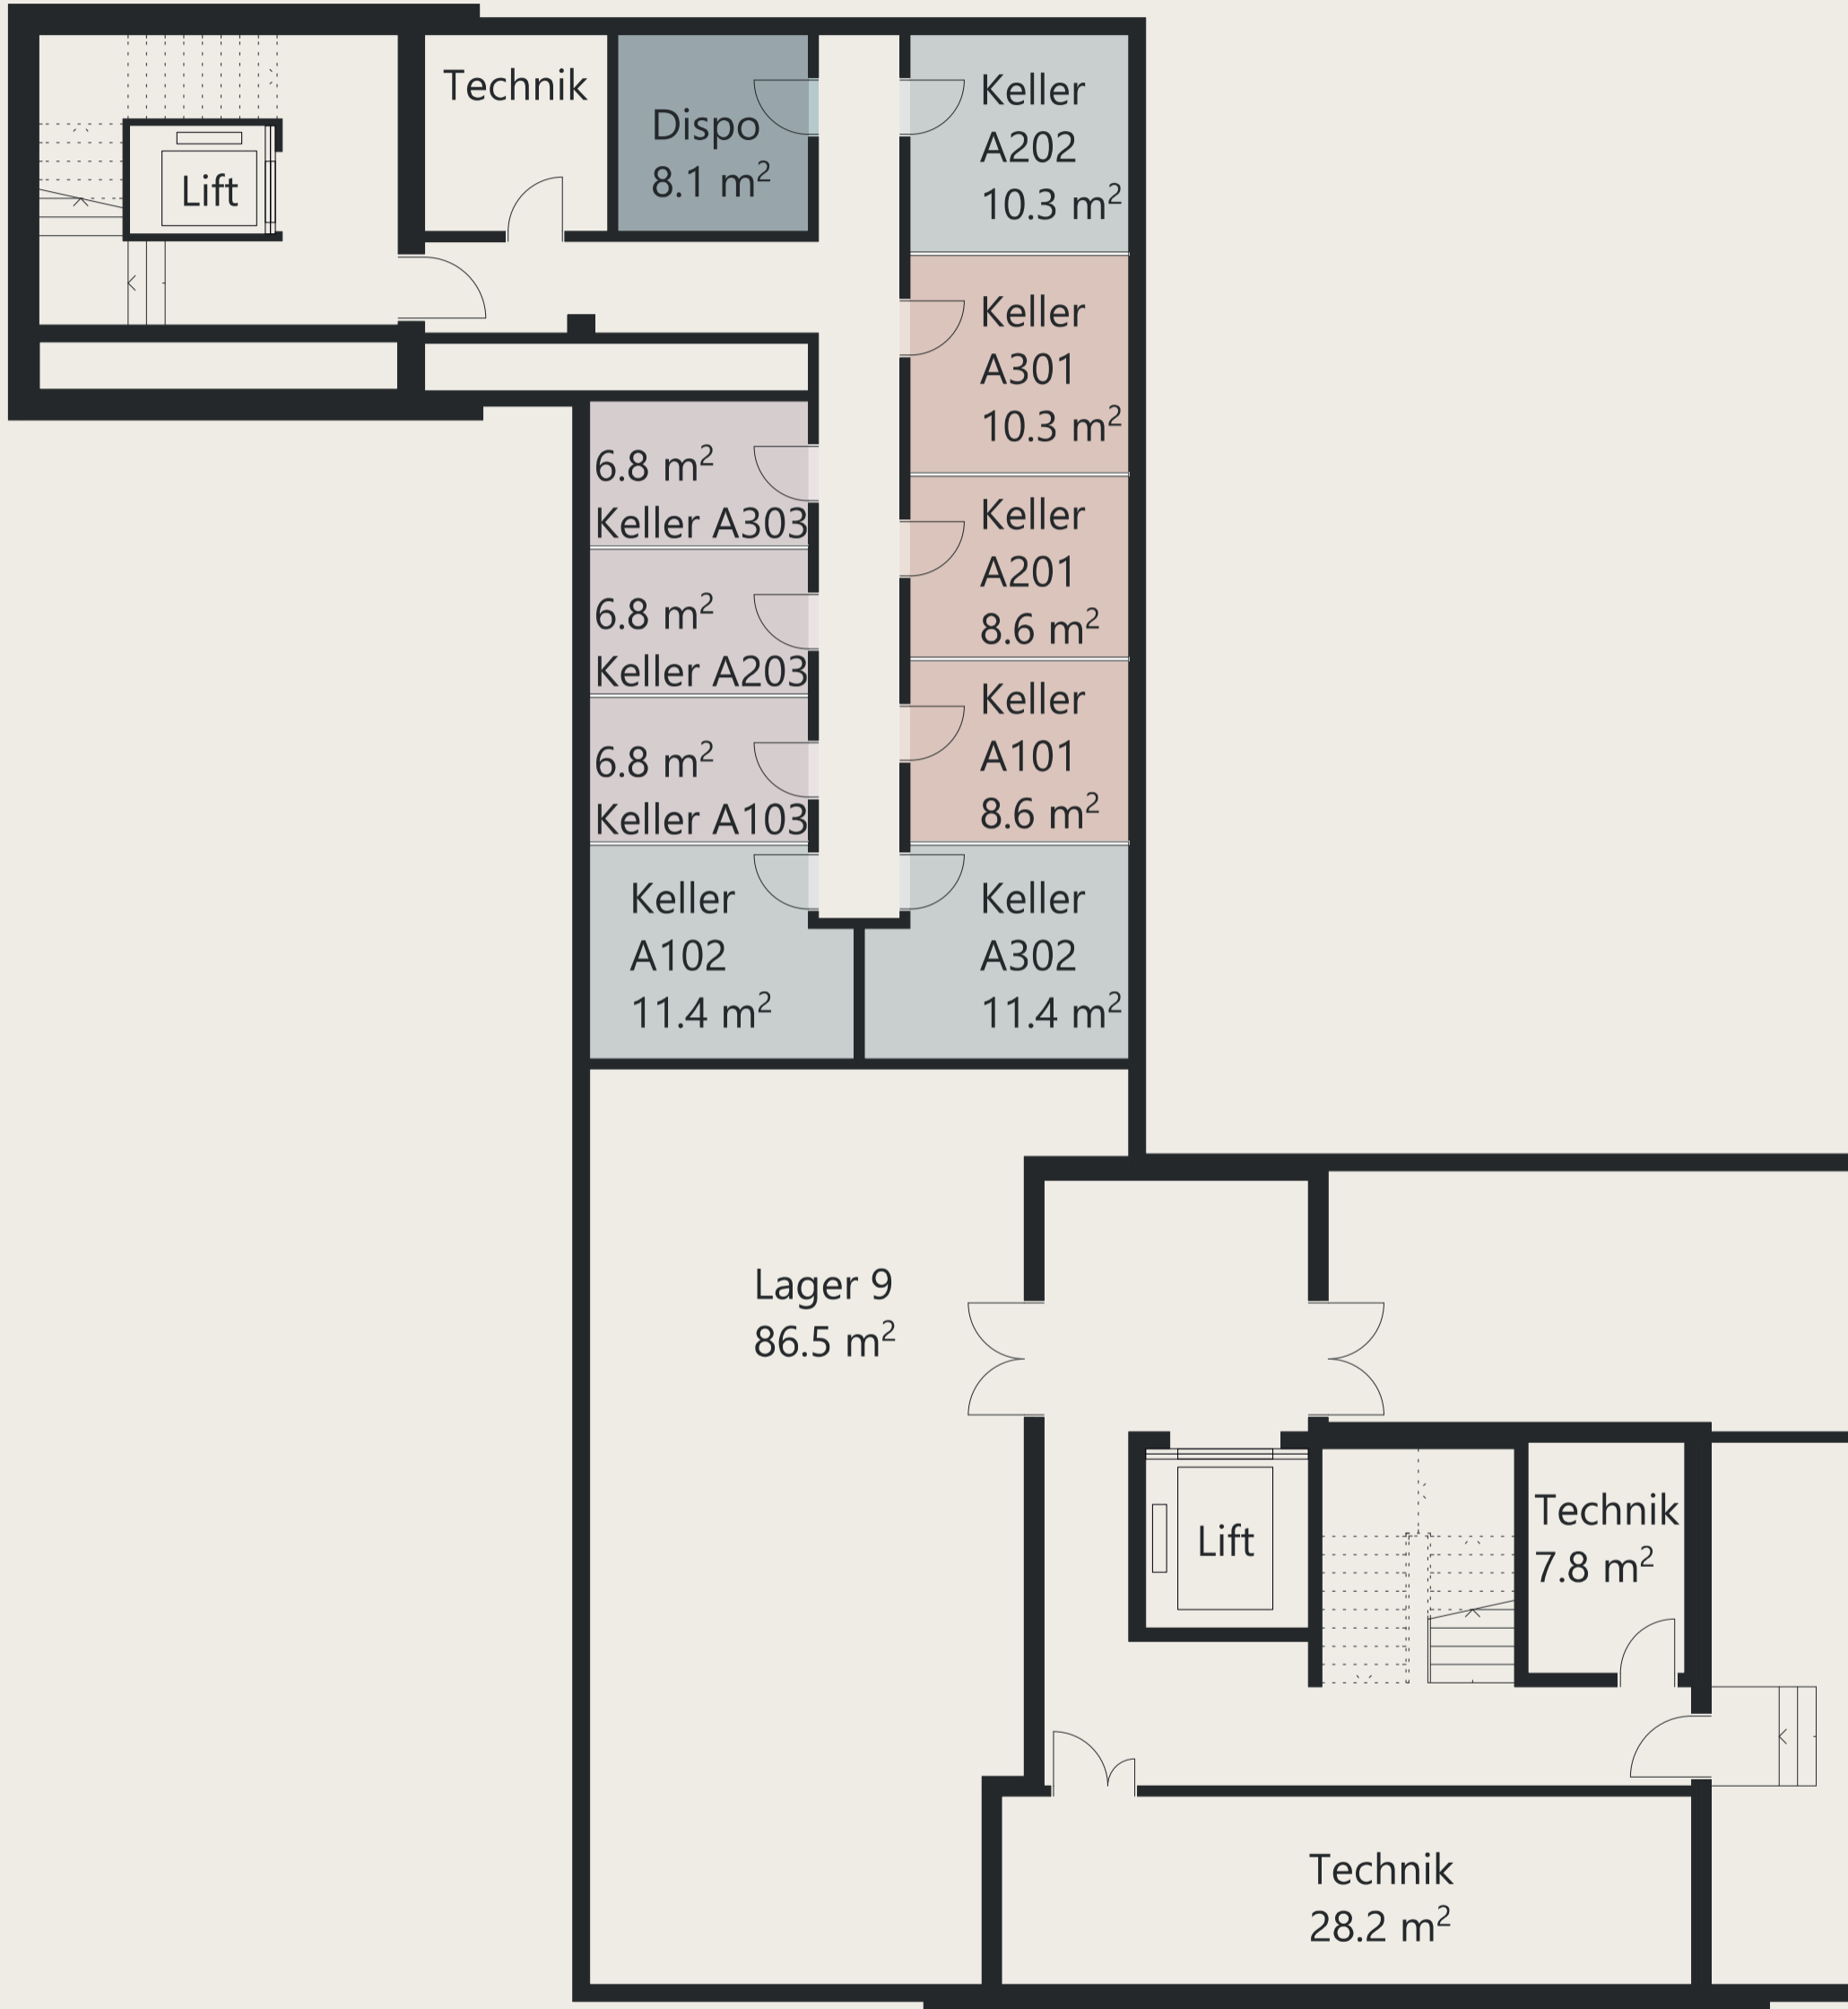 Technik
Dispo
8.1 m²
Lift
Keller
A202
10.3 m²
Keller
A301
10.3 m²
6.8 m²
Keller A303
Keller
A201
8.6 m²
6.8 m²
Keller A203
Keller
A101
8.6 m²
6.8 m²
Keller A103
Keller
A102
11.4 m²
Keller
A302
11.4 m²
Lager 9
86.5 m²
Lift
Technik
7.8 m²
Technik
28.2 m²